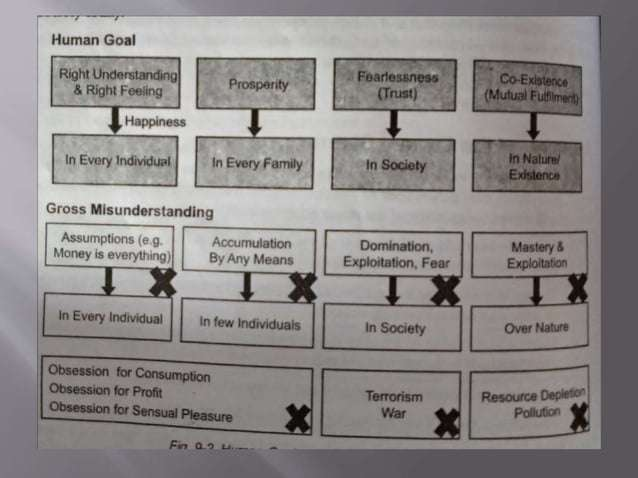 Human Goal
Right Understanding
& Right Feeling
Prosperity
Fearlessness
(Trust)
Co-Existence
(Mutual Fulfilment)
Happiness
In Every Individual
In Every Family
In Society
In Nature/
Existence
Gross Misunderstanding
Assumptions (e.g.
Money is everything)
Accumulation
By Any Means
Domination,
Exploitation, Fear
Mastery &
Exploitation
In Every Individual
In few Individuals
In Society
Over Nature
Obsession for Consumption
Obsession for Profit
Obsession for Sensual Pleasure
Terrorism
War
Resource Depletion
Pollution